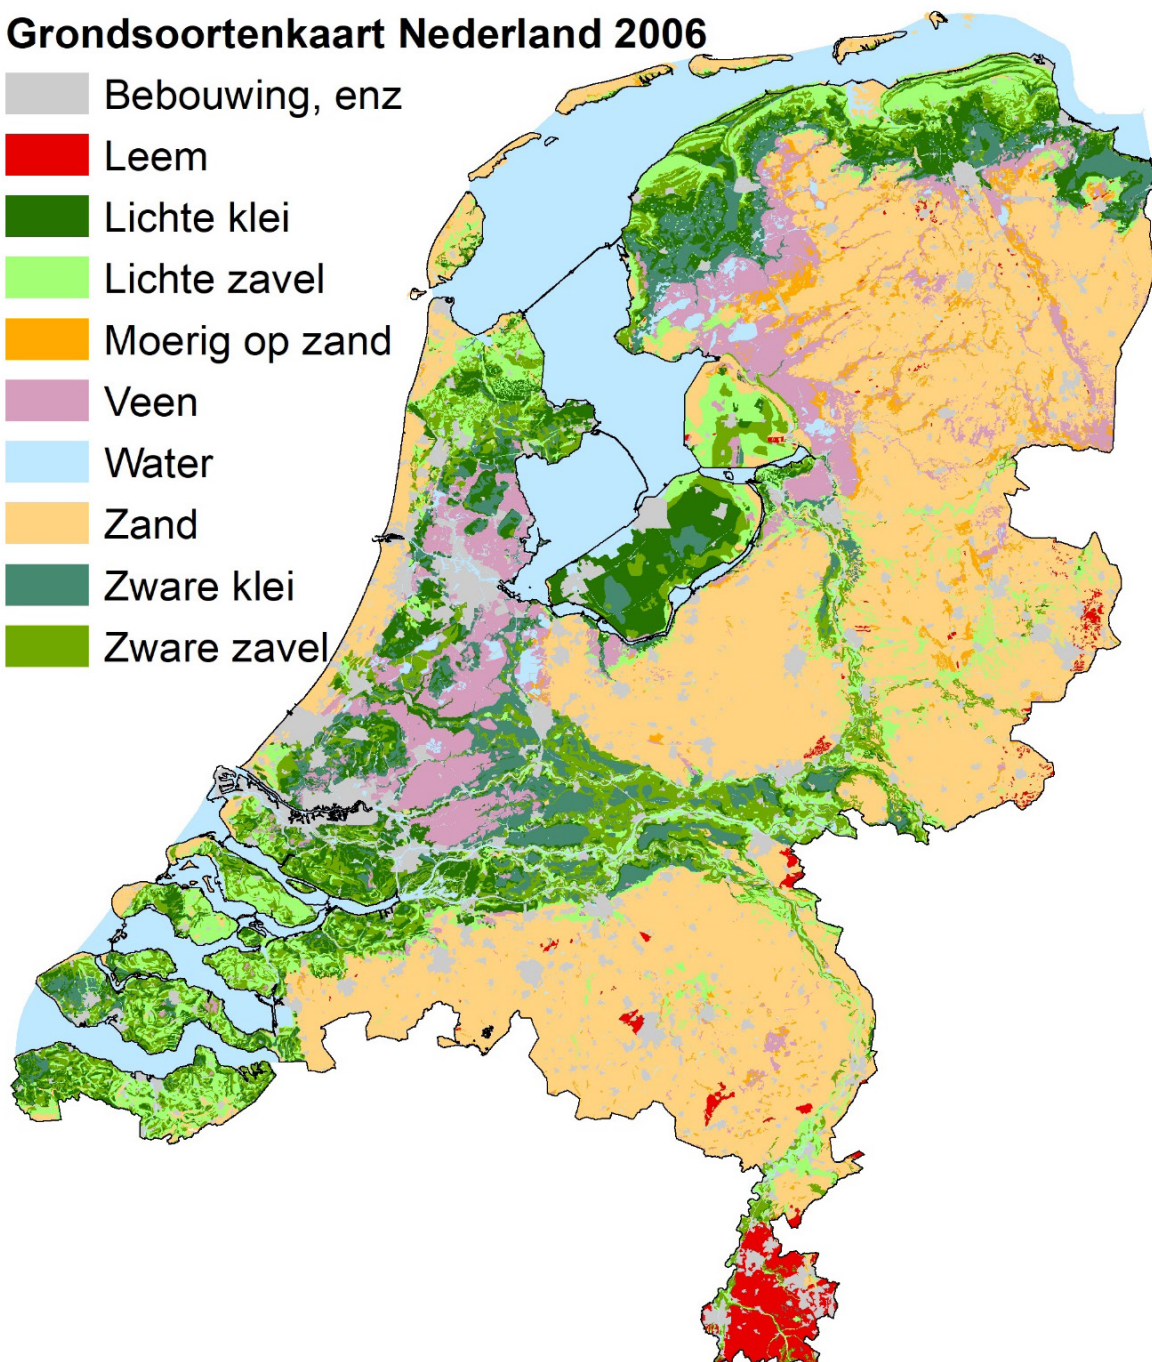 Grondsoortenkaart Nederland 2006
Bebouwing, enz
Leem
Lichte klei
Lichte zavel
Moerig op zand
Veen
Water
Zand
Zware klei
Zware zavel